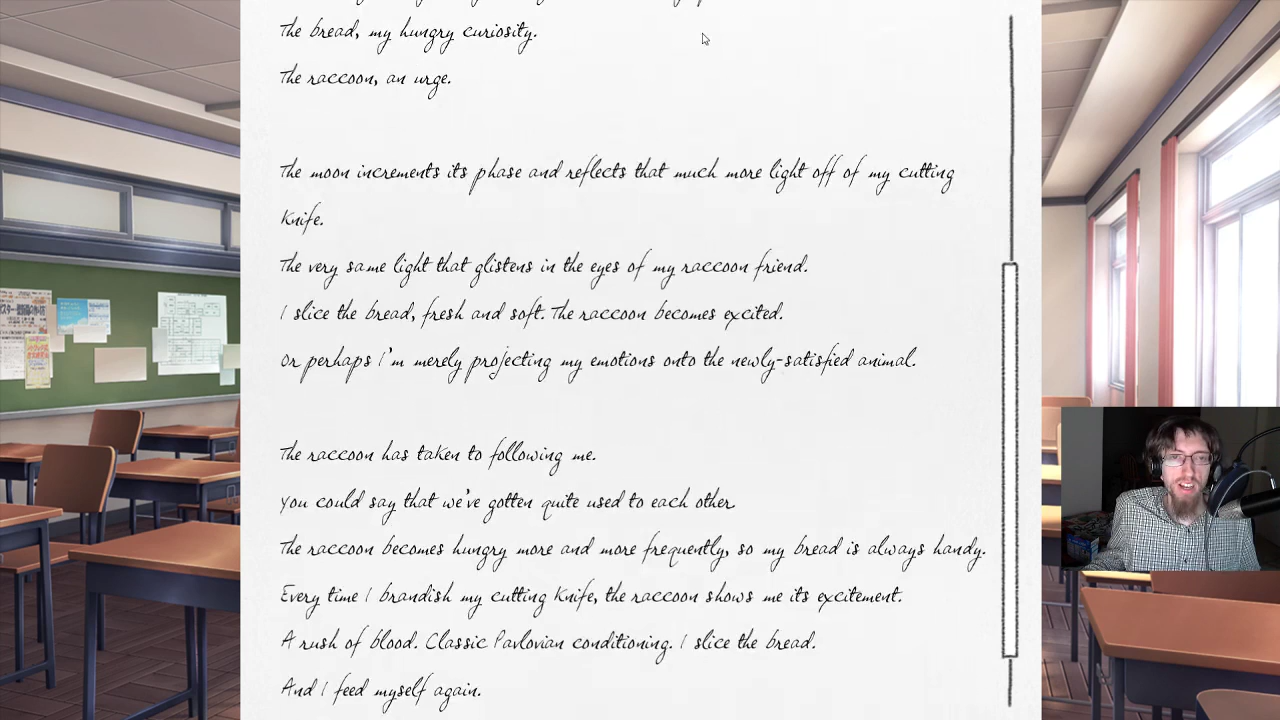 The bread, my hungry curiosity.
The raccoon, an urge.
The moon increments its phase and reflects that much more light off of my cutting
knife.
The very same light that glistens in the eyes of my raccoon friend.
I slice the bread, fresh and soft. The raccoon becomes excited.
Or perhaps I'm merely projecting my emotions onto the newly-satisfied animal.
The raccoon has taken to following me.
You could say that we've gotten quite used to each other.
The raccoon becomes hungry more and more frequently, so my bread is always handy.
Every time I brandish my cutting knife, the raccoon shows me its excitement.
A rush of blood. Classic Pavlovian conditioning. I slice the bread.
And I feed myself again.